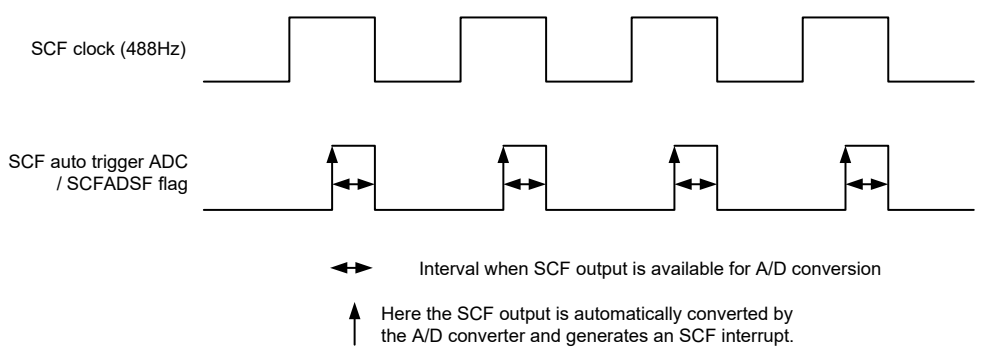 SCF clock (488Hz)
SCF auto trigger ADC
/ SCFADSF flag
Interval when SCF output is available for A/D conversion
Here the SCF output is automatically converted by
the A/D converter and generates an SCF interrupt.